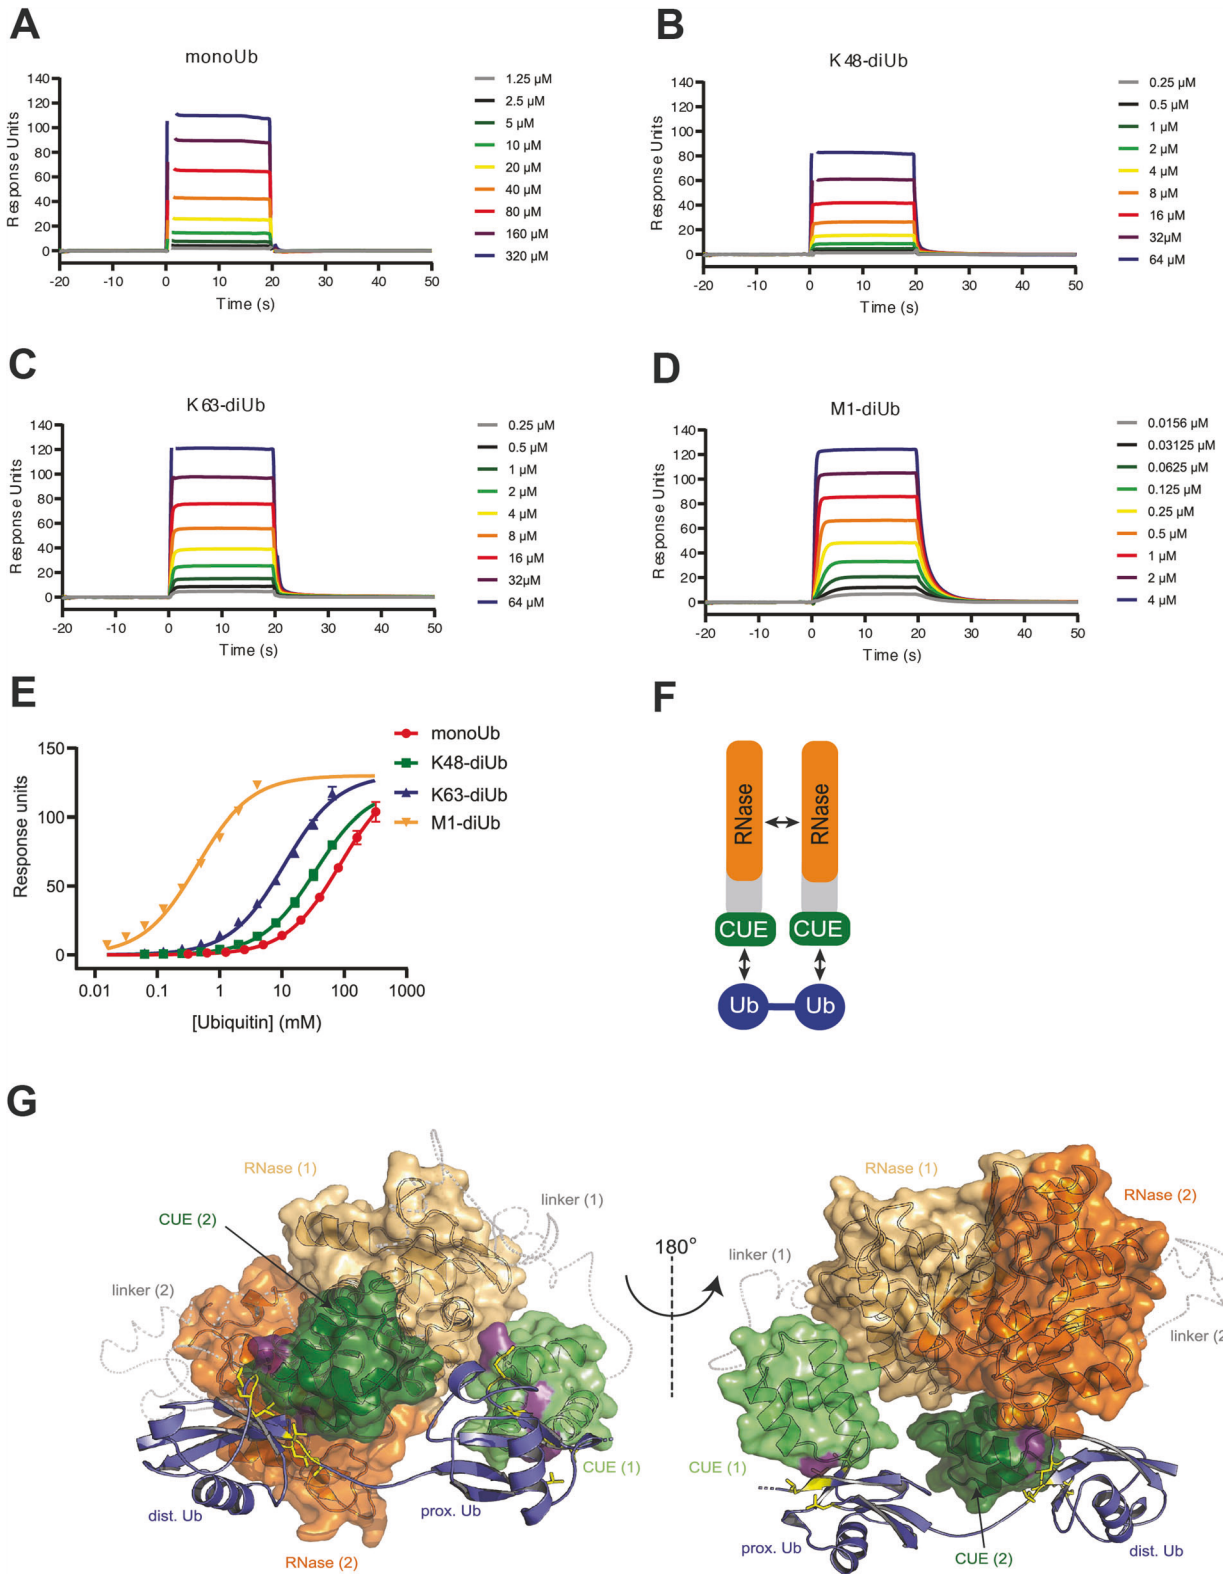 A
monoUb
Response Units
140
120
100
80
60
40
20
0
-20
-10
0
10
20
30
40
50
Time (s)
1.25 µM
2.5 µM
5 µM
10 µM
20 µM
40 µM
80 µM
160 µM
320 µM
B
K48-diUb
Response Units
140
120
100
80
60
40
20
0
-20
-10
0
10
20
30
40
50
Time (s)
0.25 µM
0.5 µM
1 µM
2 µM
4 µM
8 µM
16 µM
32µM
64 µM
C
K63-diUb
Response Units
140
120
100
80
60
40
20
0
-20
-10
0
10
20
30
40
50
Time (s)
0.25 µM
0.5 µM
1 µM
2 µM
4 µM
8 µM
16 µM
32µM
64 µM
D
M1-diUb
Response Units
140
120
100
80
60
40
20
0
-20
-10
0
10
20
30
40
50
Time (s)
0.0156 µM
0.03125 µM
0.0625 µM
0.125 µM
0.25 µM
0.5 µM
1 µM
2 µM
4 µM
E
Response units
150
100
50
0
0.01
0.1
1
10
100
1000
[Ubiquitin] (mM)
monoUb
K48-diUb
K63-diUb
M1-diUb
F
RNase
RNase
CUE
CUE
Ub
Ub
G
RNase (1)
CUE (2)
linker (1)
linker (2)
dist. Ub
prox. Ub
CUE (1)
RNase (2)
180°
RNase (1)
RNase (2)
linker (1)
linker (2
CUE (1)
prox. Ub
CUE (2)
dist. Ub